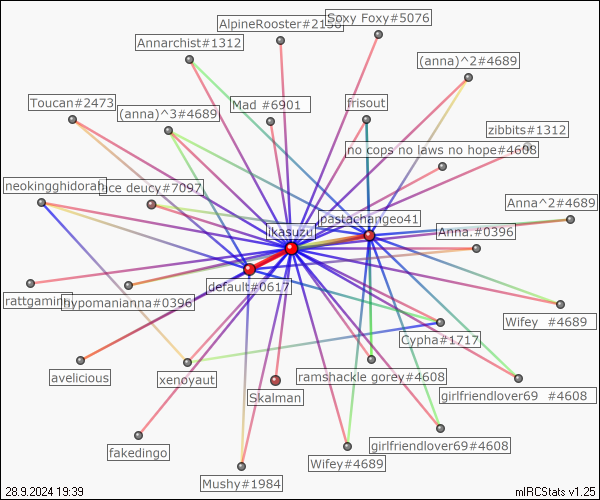 AlpineRooster#2150
Soxy Foxy#5076
Annarchist#1312
(anna)^2#4689
Toucan#2473
(anna)^3#4689
Mad #6901
frisout
zibbits#1312
no cops no laws no hope#4608
neokingghidorah
nice deucy#7097
Anna^2#4689
pastachangeo41
Anna.#0396
ikasuzu
default#0617
rattgaming
hypomanianna#0396
Wifey #4689
Cypha#1717
avelicious
xenoyaut
ramshackle gorey#4608
Skalman
girlfriendlover69 #4608
fakedingo
girlfriendlover69#4608
Wifey#4689
Mushy#1984
28.9.2024 19:39
mIRCStats v1.25